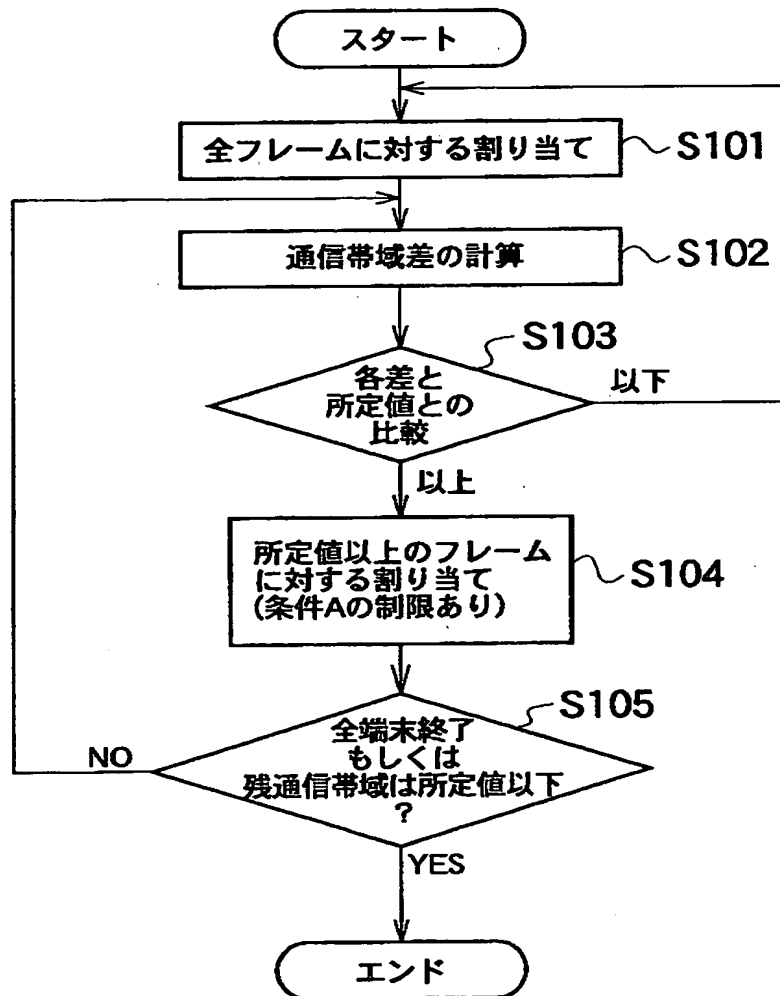 スタート
全フレームに対する割り当て
S101
通信帯域差の計算
S102
S103
各差と
所定値との
比較
以下
以上
所定値以上のフレーム
に対する割り当て
(条件Aの制限あり)
S104
S105
全端末終了
もしくは
残通信帯域は所定値以下
?
NO
YES
エンド